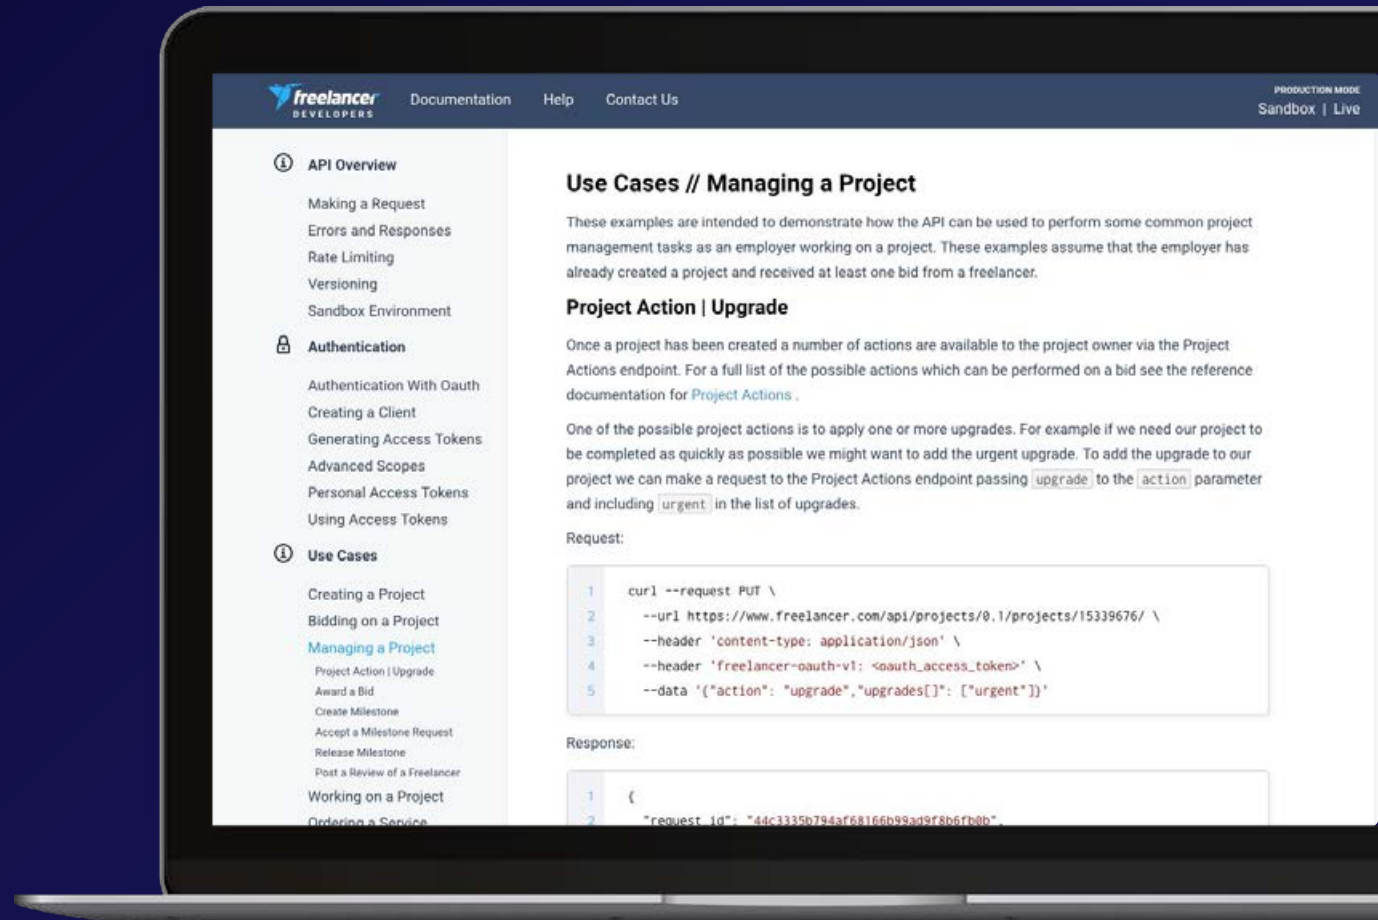 freelancer
DEVELOPERS
Documentation
Help
Contact Us
PRODUCTION MODE
Sandbox | Live
API Overview
Making a Request
Errors and Responses
Rate Limiting
Versioning
Sandbox Environment
Authentication
Authentication With Oauth
Creating a Client
Generating Access Tokens
Advanced Scopes
Personal Access Tokens
Using Access Tokens
Use Cases
Creating a Project
Bidding on a Project
Managing a Project
Project Action | Upgrade
Award a Bid
Create Milestone
Accept a Milestone Request
Release Milestone
Post a Review of a Freelancer
Working on a Project
Ordering a Service
Use Cases // Managing a Project
These examples are intended to demonstrate how the API can be used to perform some common project
management tasks as an employer working on a project. These examples assume that the employer has
already created a project and received at least one bid from a freelancer.
Project Action | Upgrade
Once a project has been created a number of actions are available to the project owner via the Project
Actions endpoint. For a full list of the possible actions which can be performed on a bid see the reference
documentation for Project Actions .
One of the possible project actions is to apply one or more upgrades. For example if we need our project to
be completed as quickly as possible we might want to add the urgent upgrade. To add the upgrade to our
project we can make a request to the Project Actions endpoint passing upgrade to the action parameter
and including urgent in the list of upgrades.
Request:
1 curl --request PUT \
2 --url https://www.freelancer.com/api/projects/0.1/projects/15339676/ \
3 --header 'content-type: application/json' \
4 --header 'freelancer-oauth-v1: <oauth_access_token>' \
5 --data '{"action": "upgrade","upgrades[]": ["urgent"]}'
Response:
1 {
2 "request_id": "44c3335b794af68166b99ad9f8b6fb0b",